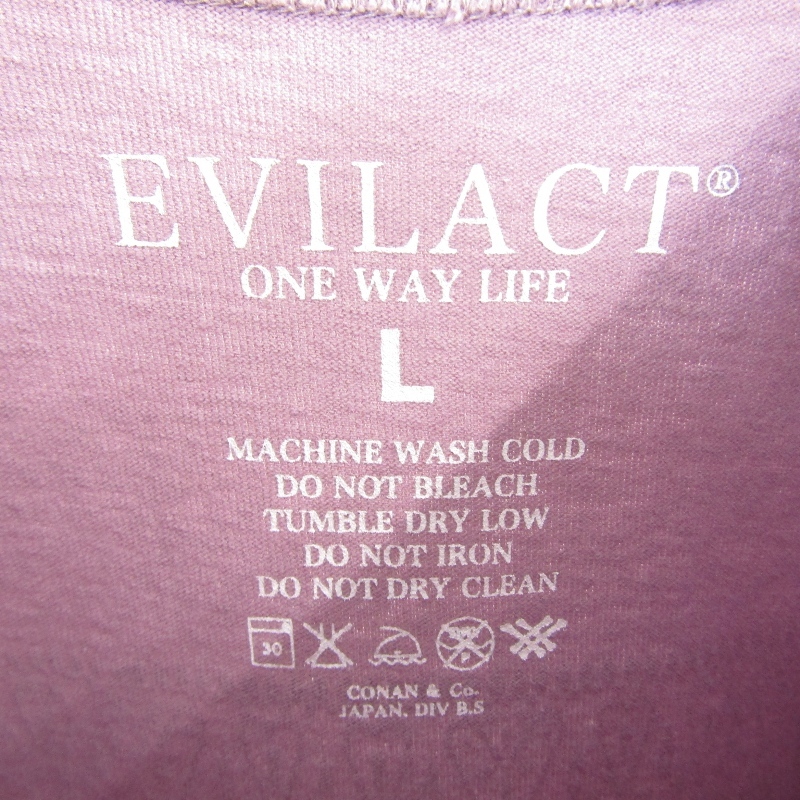 EVILACT®
ONE WAY LIFE
L
MACHINE WASH COLD
DO NOT BLEACH
TUMBLE DRY LOW
DO NOT IRON
DO NOT DRY CLEAN
30 P
CONAN & Co.
JAPAN. DIV B.S